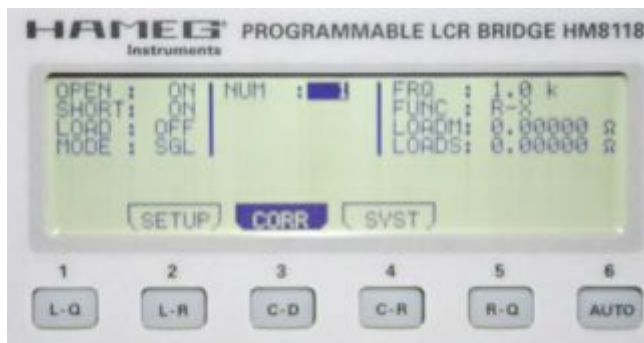 HAMEG® PROGRAMMABLE LCR BRIDGE HM8118
Instruments
OPEN : ON NUM : 1 FRQ : 1.0 k
SHORT: ON FUNC : R-X
LOAD : OFF LOADM: 0.00000 Ω
MODE : SGL LOADS: 0.00000 Ω
SETUP CORR SYST
1 2 3 4 5 6
L-Q L-R C-D C-R R-Q AUTO